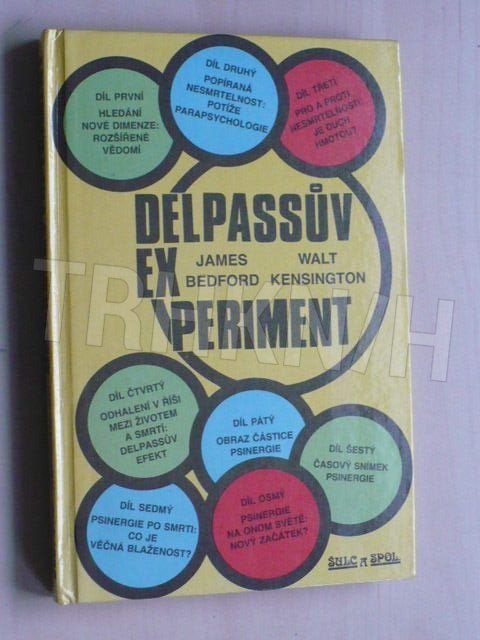 DÍL PRVNÍ
HLEDÁNÍ
NOVÉ DIMENZE:
ROZŠÍŘENÉ
VĚDOMÍ
DÍL DRUHÝ
POPÍRANÁ
NESMRTELNOST:
POTÍŽE
PARAPSYCHOLOGIE
DÍL TŘETÍ
PRO A PROTI
NESMRTELNOSTI:
JE DUCH
HMOTOU?
DELPASSŮV
EX
PERIMENT
JAMES
BEDFORD
WALT
KENSINGTON
TRHKNIH
DÍL ČTVRTÝ
ODHALENÍ V ŘÍŠI
MEZI ŽIVOTEM
A SMRTÍ:
DELPASSŮV
EFEKT
DÍL PÁTÝ
OBRAZ ČÁSTICE
PSINERGIE
DÍL ŠESTÝ
ČASOVÝ SNÍMEK
PSINERGIE
DÍL SEDMÝ
PSINERGIE PO SMRTI:
CO JE
VĚČNÁ BLAŽENOST?
DÍL OSMÝ
PSINERGIE
NA ONOM SVĚTĚ:
NOVÝ ZAČÁTEK?
ŠULC A SPOL.